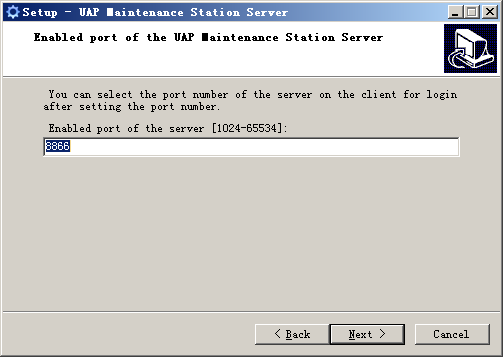 Setup - UAP Maintenance Station Server
Enabled port of the UAP Maintenance Station Server
You can select the port number of the server on the client for login
after setting the port number.
Enabled port of the server [1024-65534]:
8866
< Back
Next >
Cancel